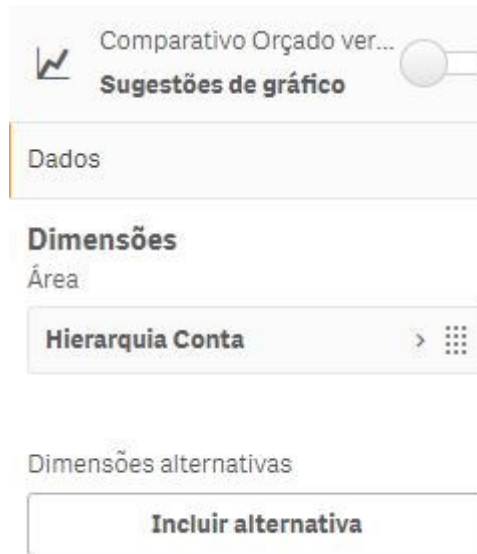 Comparativo Orçado ver...
Sugestões de gráfico
Dados
Dimensões
Área
Hierarquia Conta
Dimensões alternativas
Incluir alternativa